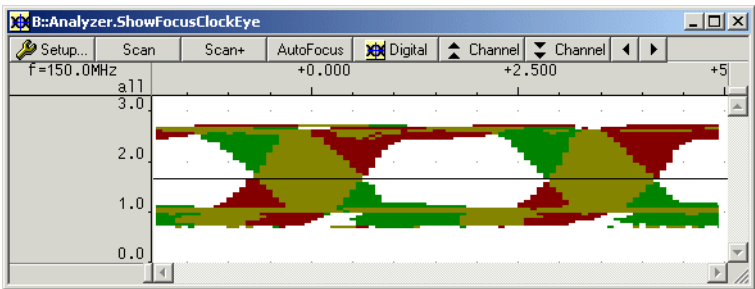 B::Analyzer.ShowFocusClockEye
Setup... Scan Scan+ AutoFocus Digital Channel Channel
f=150.0MHz +0.000 +2.500 +5
all
3.0
2.0
1.0
0.0